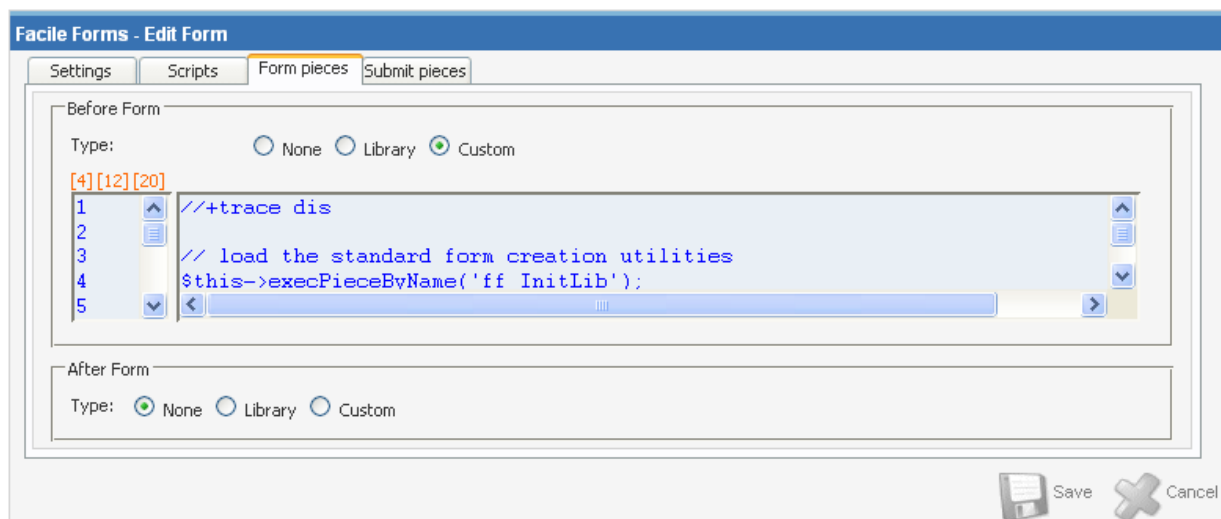 Facile Forms - Edit Form
Settings Scripts Form pieces Submit pieces
Before Form
Type: None Library Custom
[4][12][20]
1 //+trace dis
2
3 // load the standard form creation utilities
4 $this->execPieceByName('ff_InitLib');
5
After Form
Type: None Library Custom
Save Cancel